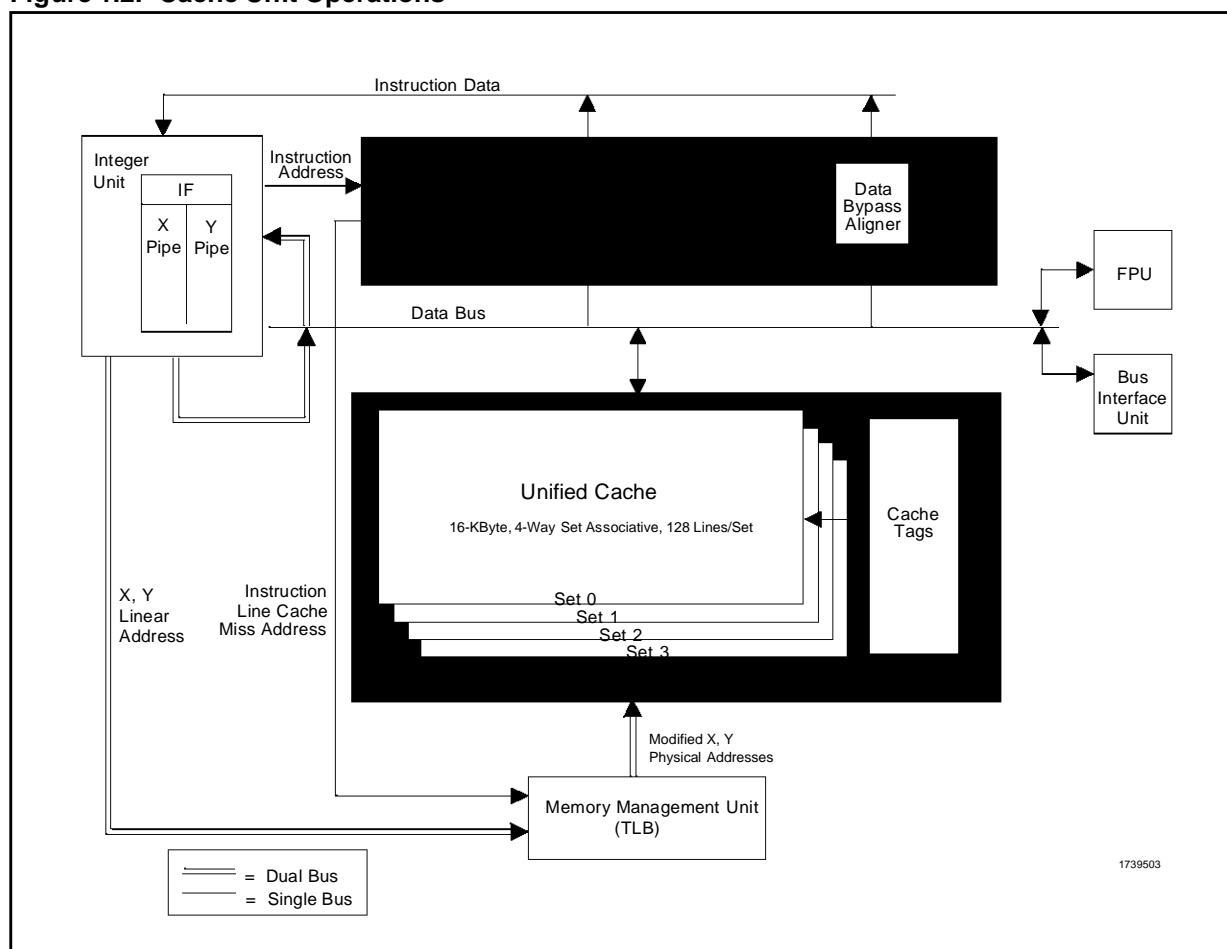 Instruction Data
Integer
Unit
IF
X
Pipe
Y
Pipe
Instruction
Address
Data
Bypass
Aligner
FPU
Data Bus
Bus
Interface
Unit
Unified Cache
16-KByte, 4-Way Set Associative, 128 Lines/Set
Cache
Tags
Set 0
Set 1
Set 2
Set 3
X, Y
Linear
Address
Instruction
Line Cache
Miss Address
Modified X, Y
Physical Addresses
Memory Management Unit
(TLB)
= Dual Bus
= Single Bus
1739503